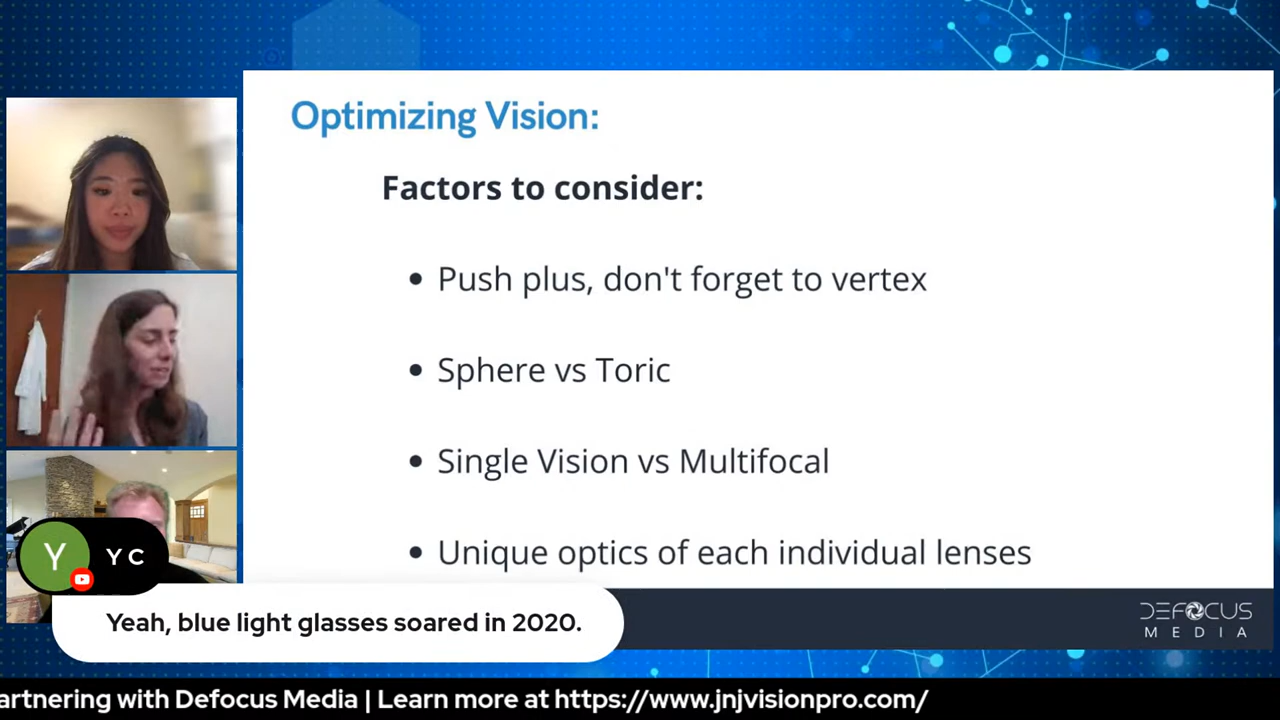 Optimizing Vision:
Factors to consider:
• Push plus, don't forget to vertex
• Sphere vs Toric
• Single Vision vs Multifocal
• Unique optics of each individual lenses
Y
Y C
Yeah, blue light glasses soared in 2020.
DEFOCUS
MEDIA
artnering with Defocus Media | Learn more at https://www.jnjvisionpro.com/